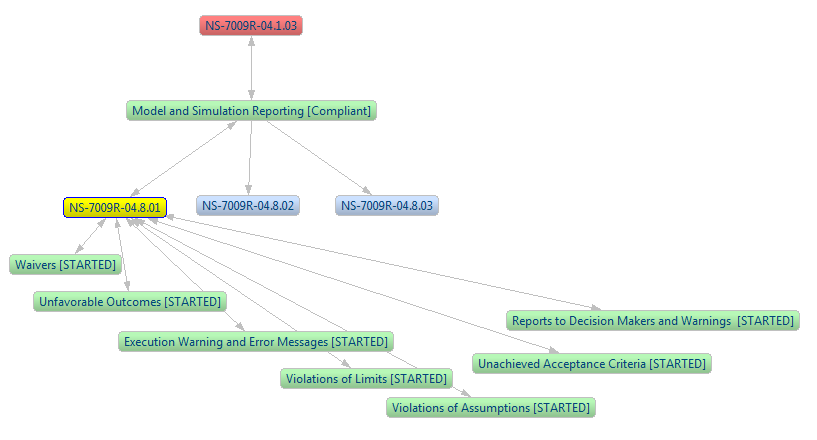 NS-7009R-04.1.03
Model and Simulation Reporting [Compliant]
NS-7009R-04.8.01
NS-7009R-04.8.02
NS-7009R-04.8.03
Waivers [STARTED]
Unfavorable Outcomes [STARTED]
Reports to Decision Makers and Warnings [STARTED]
Execution Warning and Error Messages [STARTED]
Unachieved Acceptance Criteria [STARTED]
Violations of Limits [STARTED]
Violations of Assumptions [STARTED]